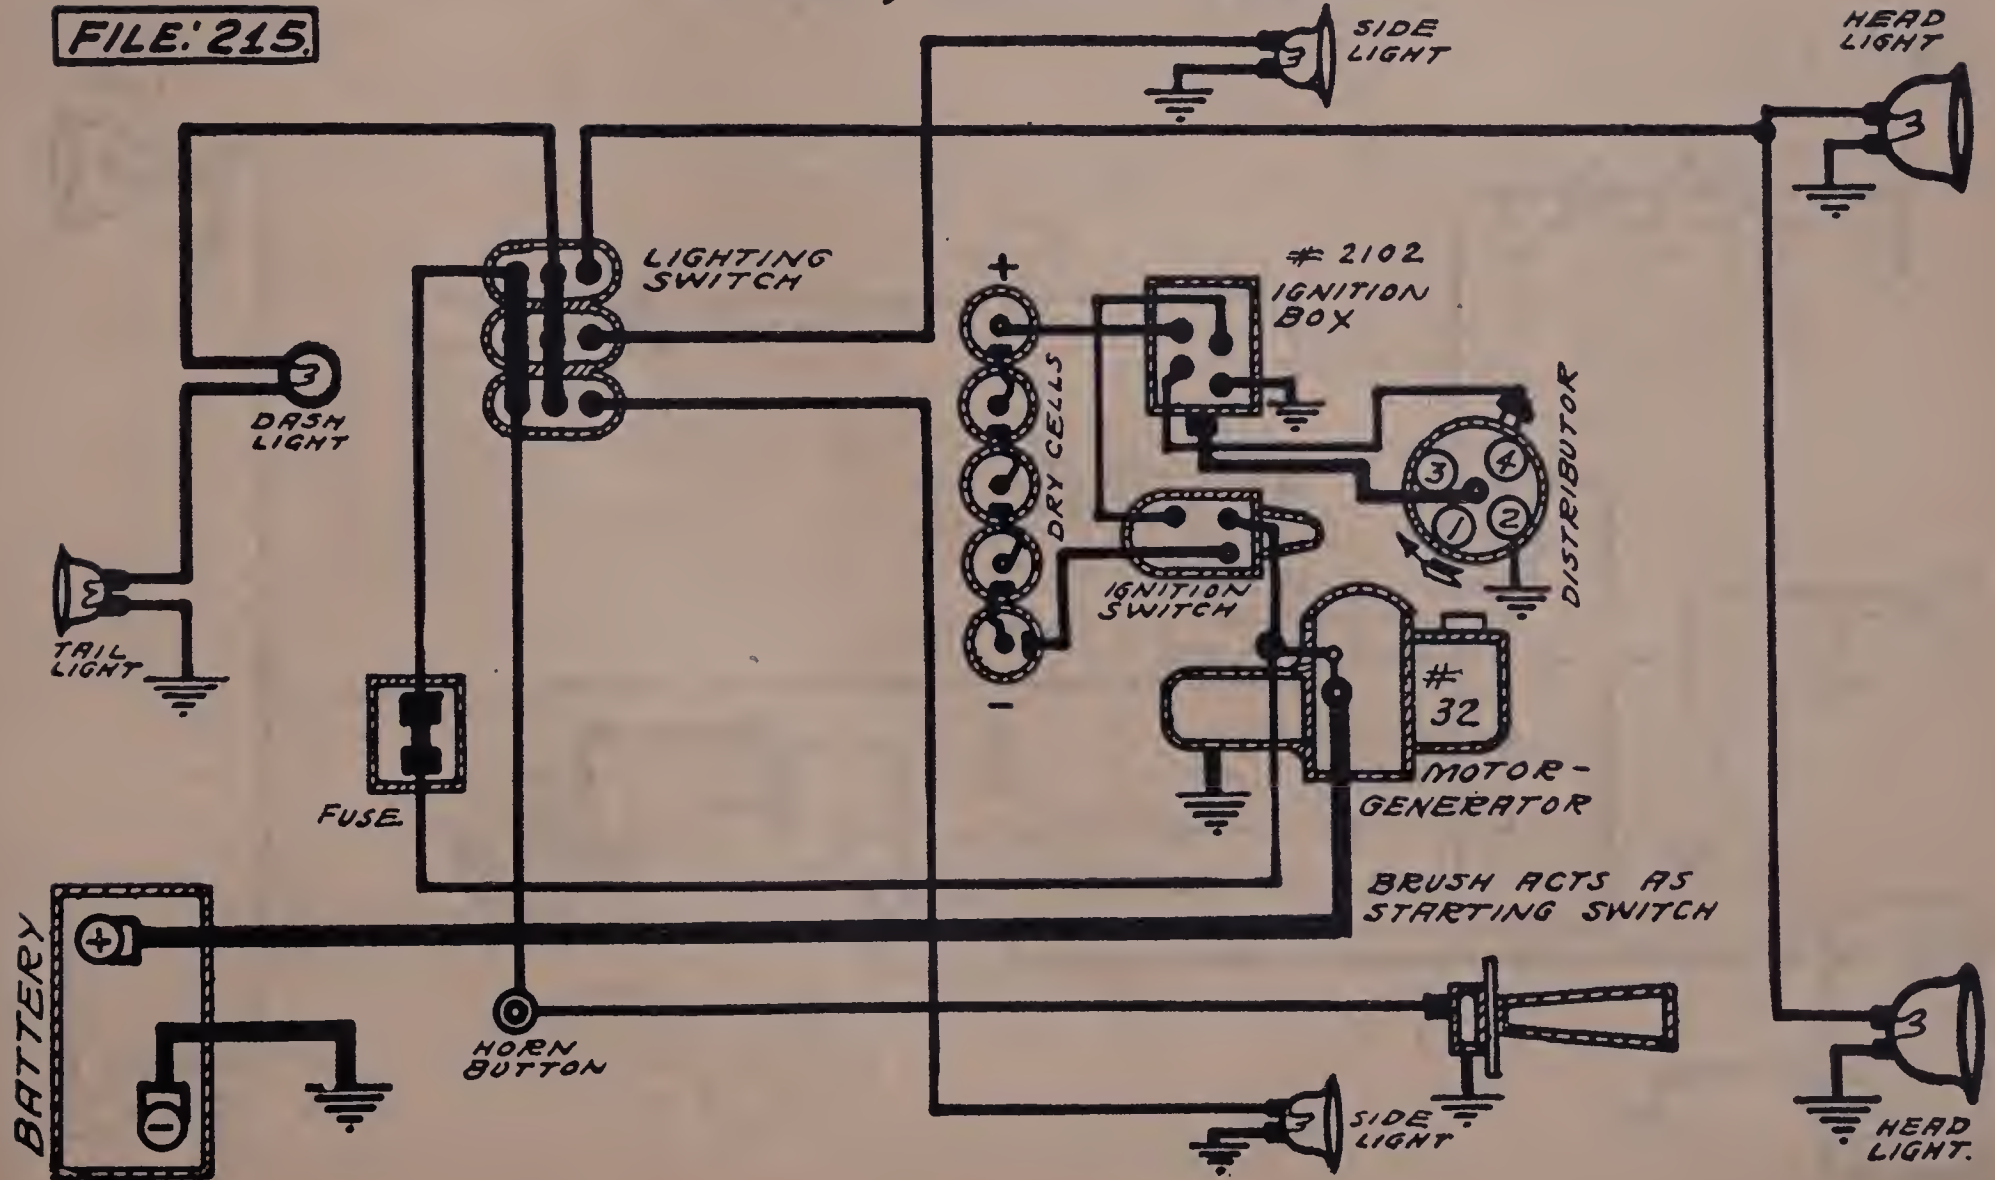 FILE: 215.
SIDE
LIGHT
HEAD
LIGHT
LIGHTING
SWITCH
+
# 2102
IGNITION
BOX
DASH
LIGHT
DRY CELLS
DISTRIBUTOR
3
4
1
2
IGNITION
SWITCH
TAIL
LIGHT
-
#
32
MOTOR-
GENERATOR
FUSE
BRUSH ACTS AS
STARTING SWITCH
BATTERY
+
-
HORN
BUTTON
SIDE
LIGHT
HEAD
LIGHT.